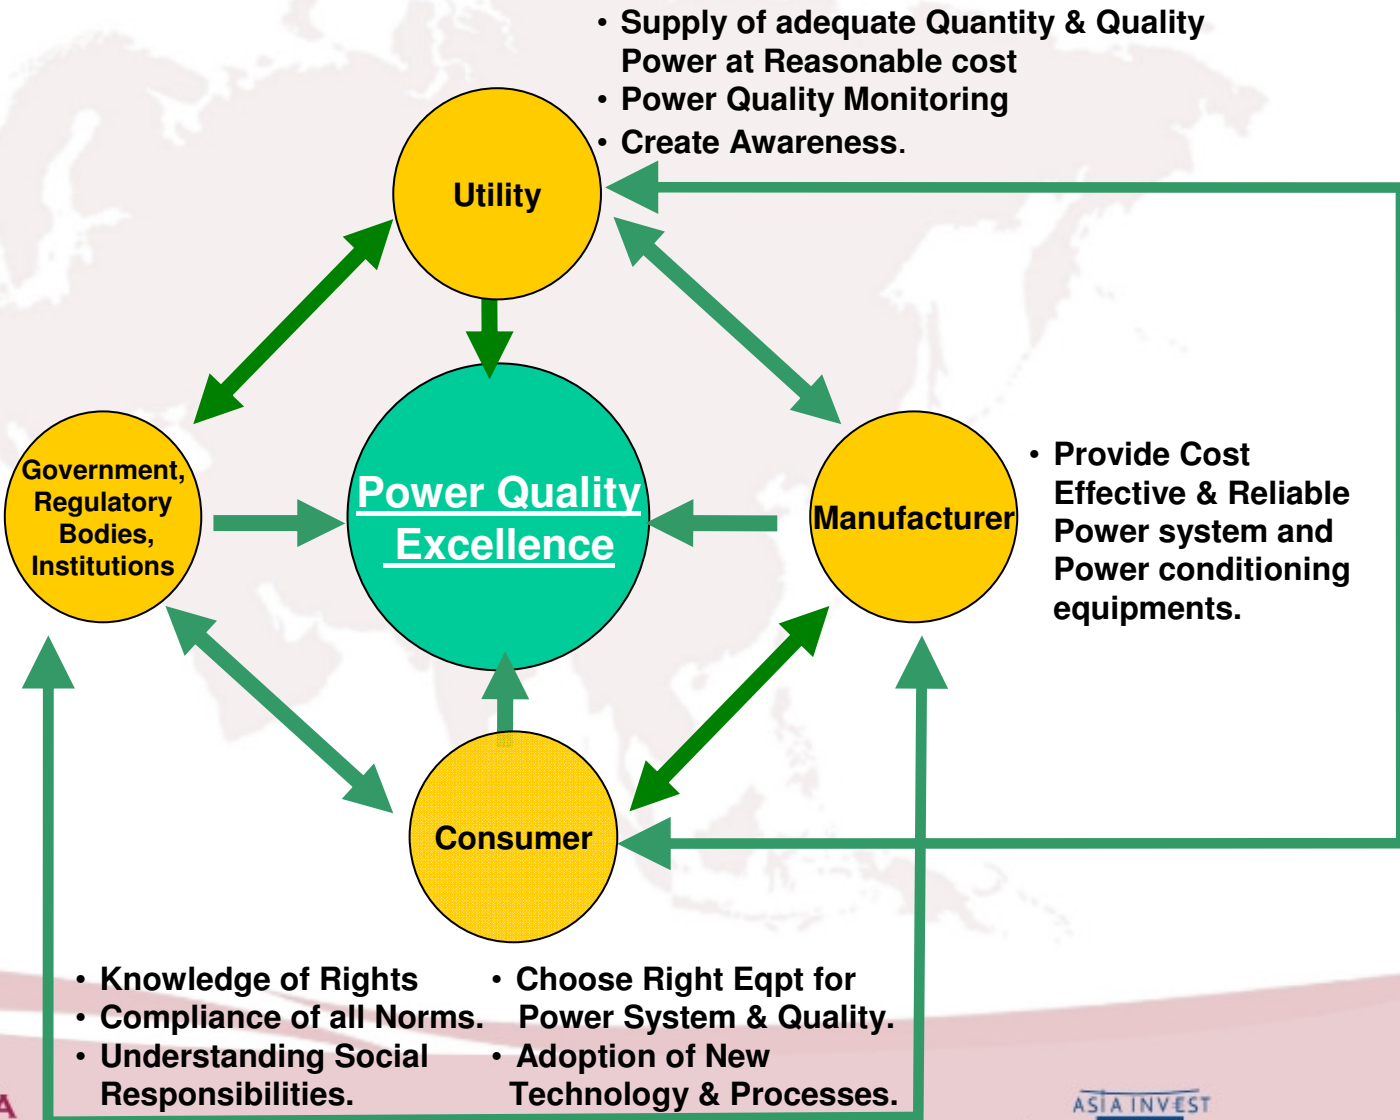 • Supply of adequate Quantity & Quality
Power at Reasonable cost
• Power Quality Monitoring
• Create Awareness.
Utility
Government,
Regulatory
Bodies,
Institutions
Power Quality
Excellence
Manufacturer
• Provide Cost
Effective & Reliable
Power system and
Power conditioning
equipments.
Consumer
• Knowledge of Rights
• Compliance of all Norms.
• Understanding Social
Responsibilities.
• Choose Right Eqpt for
Power System & Quality.
• Adoption of New
Technology & Processes.
A
ASIA INVEST